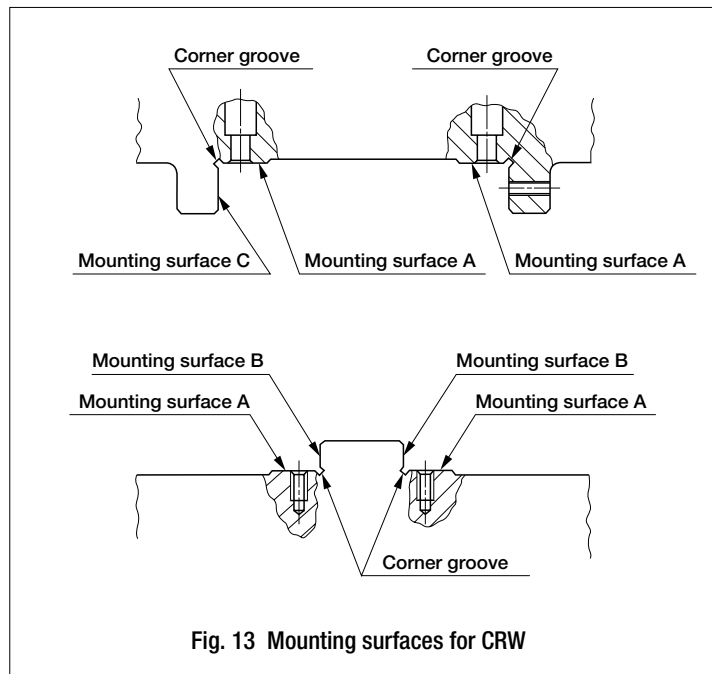 Corner groove
Corner groove
Mounting surface C
Mounting surface A
Mounting surface A
Mounting surface B
Mounting surface B
Mounting surface A
Mounting surface A
Corner groove
Fig. 13 Mounting surfaces for CRW